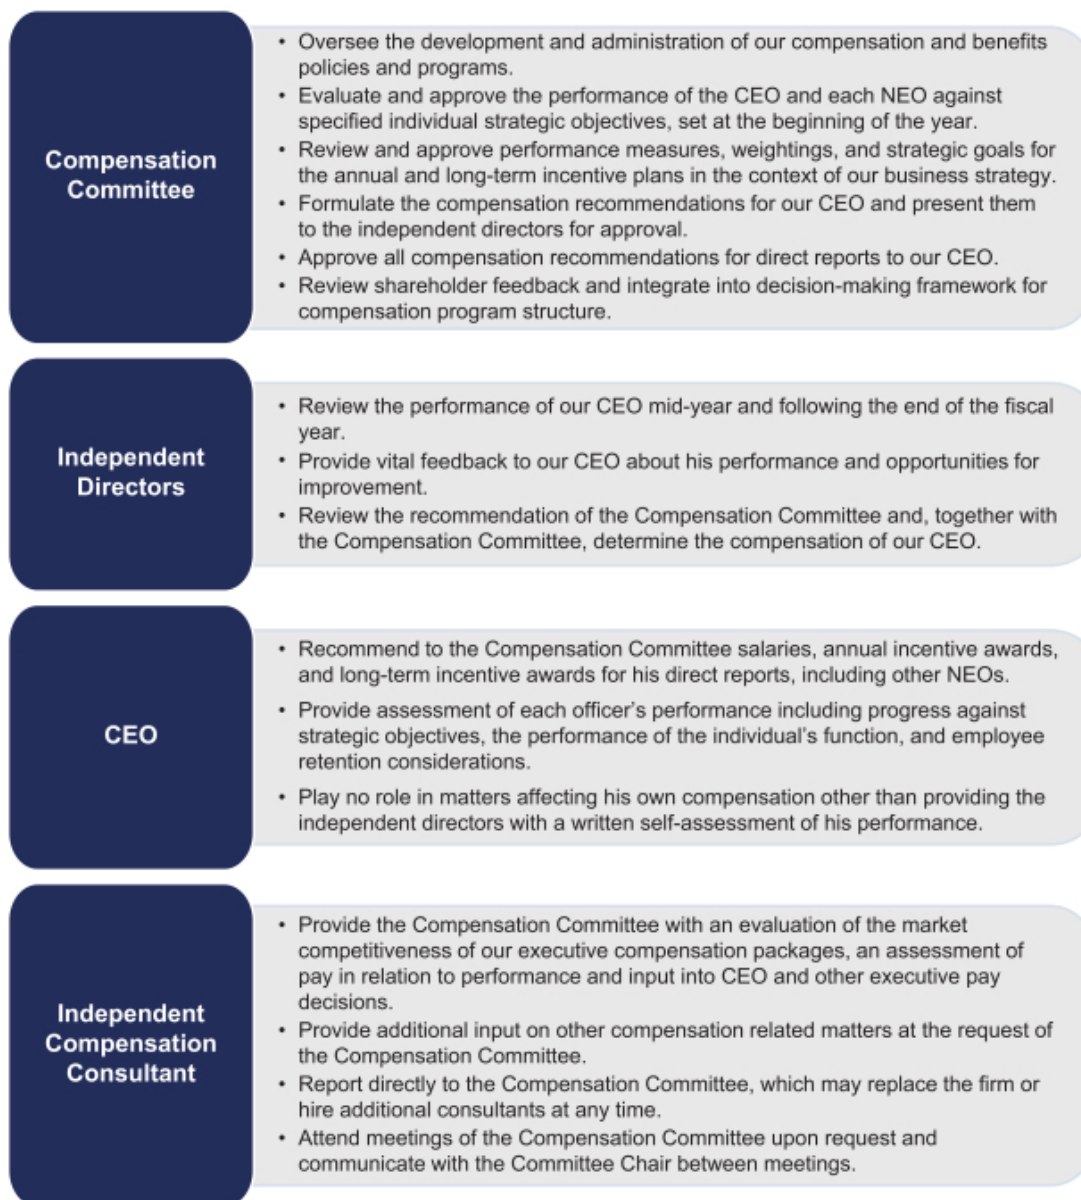 Compensation
Committee
• Oversee the development and administration of our compensation and benefits
policies and programs.
• Evaluate and approve the performance of the CEO and each NEO against
specified individual strategic objectives, set at the beginning of the year.
• Review and approve performance measures, weightings, and strategic goals for
the annual and long-term incentive plans in the context of our business strategy.
• Formulate the compensation recommendations for our CEO and present them
to the independent directors for approval.
• Approve all compensation recommendations for direct reports to our CEO.
• Review shareholder feedback and integrate into decision-making framework for
compensation program structure.
Independent
Directors
• Review the performance of our CEO mid-year and following the end of the fiscal
year.
• Provide vital feedback to our CEO about his performance and opportunities for
improvement.
• Review the recommendation of the Compensation Committee and, together with
the Compensation Committee, determine the compensation of our CEO.
CEO
• Recommend to the Compensation Committee salaries, annual incentive awards,
and long-term incentive awards for his direct reports, including other NEOs.
• Provide assessment of each officer's performance including progress against
strategic objectives, the performance of the individual's function, and employee
retention considerations.
• Play no role in matters affecting his own compensation other than providing the
independent directors with a written self-assessment of his performance.
Independent
Compensation
Consultant
• Provide the Compensation Committee with an evaluation of the market
competitiveness of our executive compensation packages, an assessment of
pay in relation to performance and input into CEO and other executive pay
decisions.
• Provide additional input on other compensation related matters at the request of
the Compensation Committee.
• Report directly to the Compensation Committee, which may replace the firm or
hire additional consultants at any time.
• Attend meetings of the Compensation Committee upon request and
communicate with the Committee Chair between meetings.